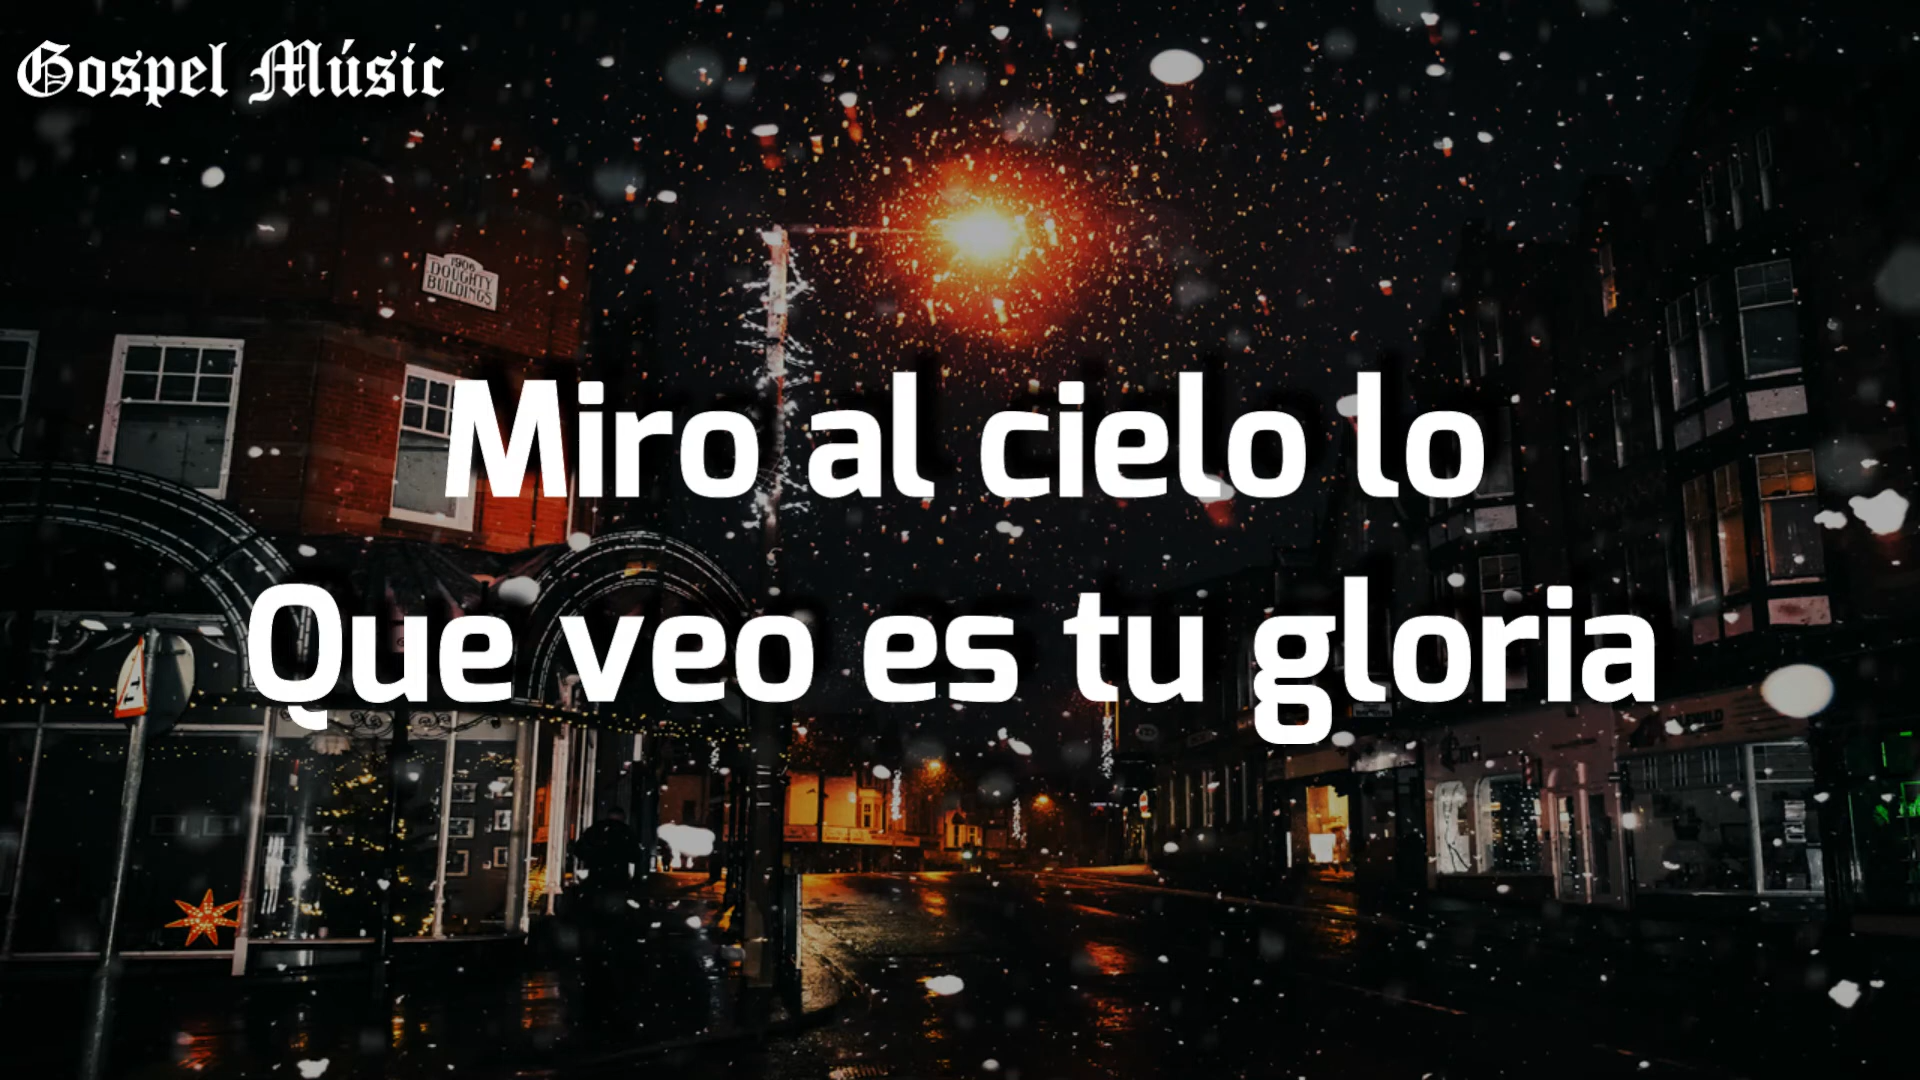 Gospel Músic
1906
DOUGHTY
BUILDINGS
Miro al cielo lo
Que veo es tu gloria